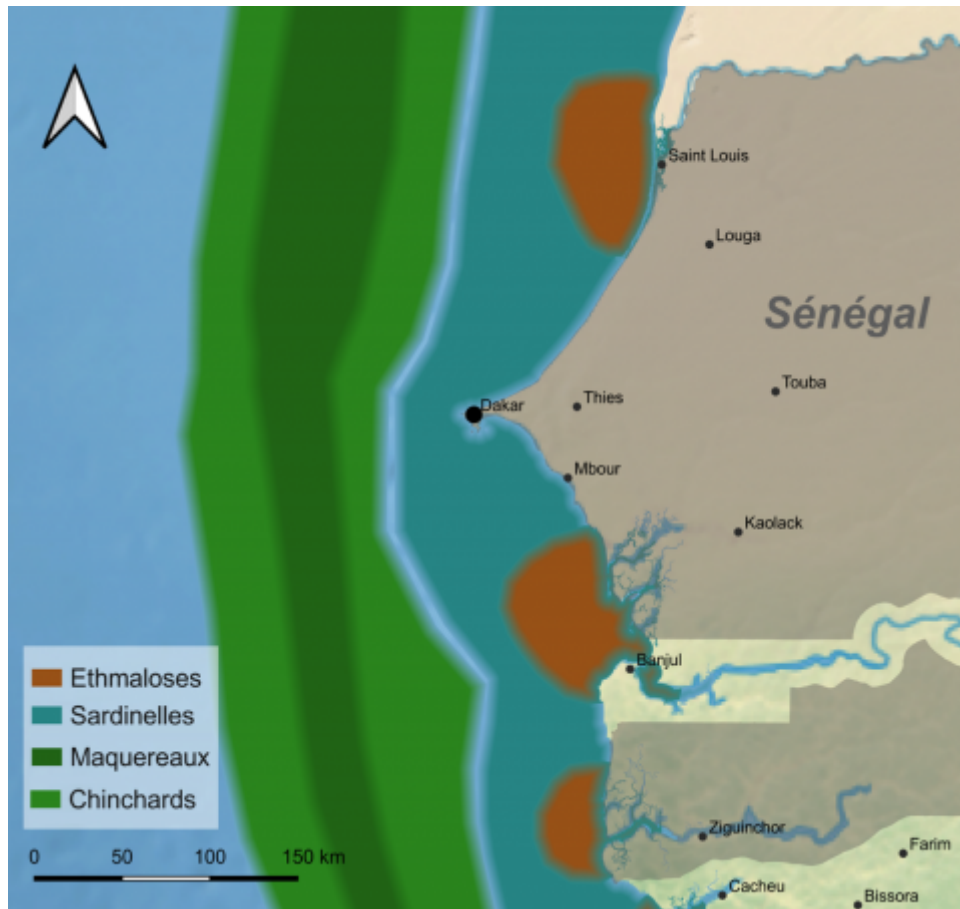 Saint Louis
Louga
Sénégal
Touba
Dakar
Thies
Mbour
Kaolack
Banjul
Ethmaloses
Sardinelles
Maquereaux
Chinchards
Ziguinchor
Farim
0 50 100 150 km
Cacheu
Bissora